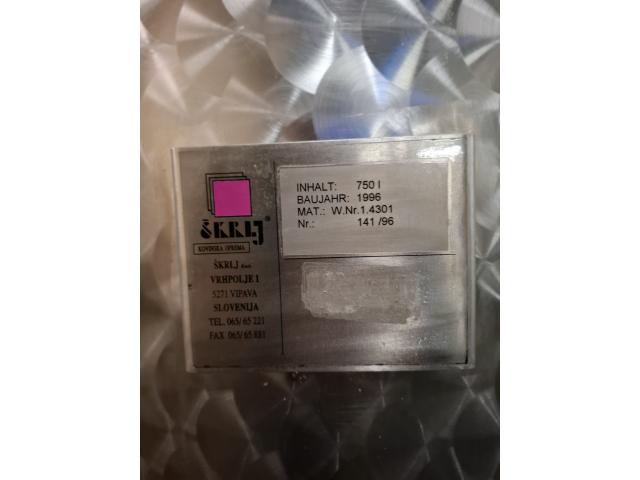 ŠKRLJ®
KOVINSKA OPREMA
ŠKRLJ d.o.o.
VRHPOLJE 1
5271 VIPAVA
SLOVENIJA
TEL. 065/ 65 221
FAX 065/ 65 881
INHALT: 750 l
BAUJAHR: 1996
MAT.: W.Nr.1.4301
Nr.: 141 /96